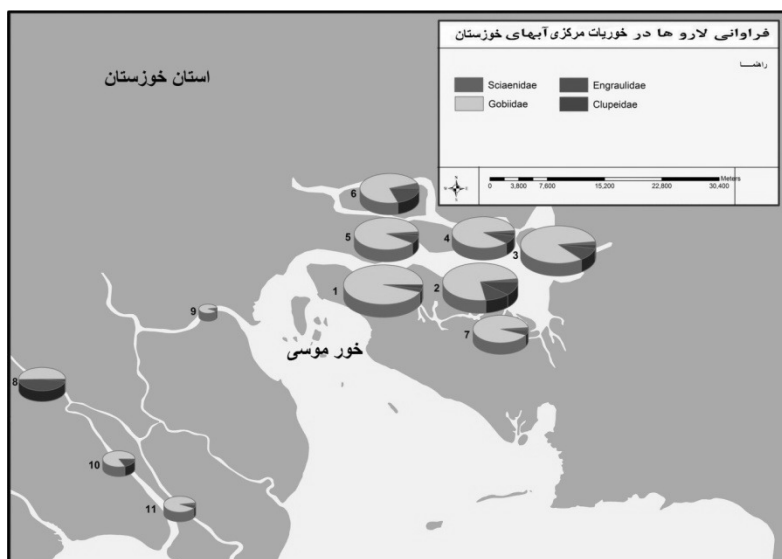 فراوانی لارو ها در خوریات مرکزی آبهای خوزستان
راهنما
Sciaenidae
Engraulidae
Gobiidae
Clupeidae
Meters
0 3,800 7,600 15,200 22,800 30,400
استان خوزستان
6
5
4
3
1
2
9
7
خور موسی
8
10
11